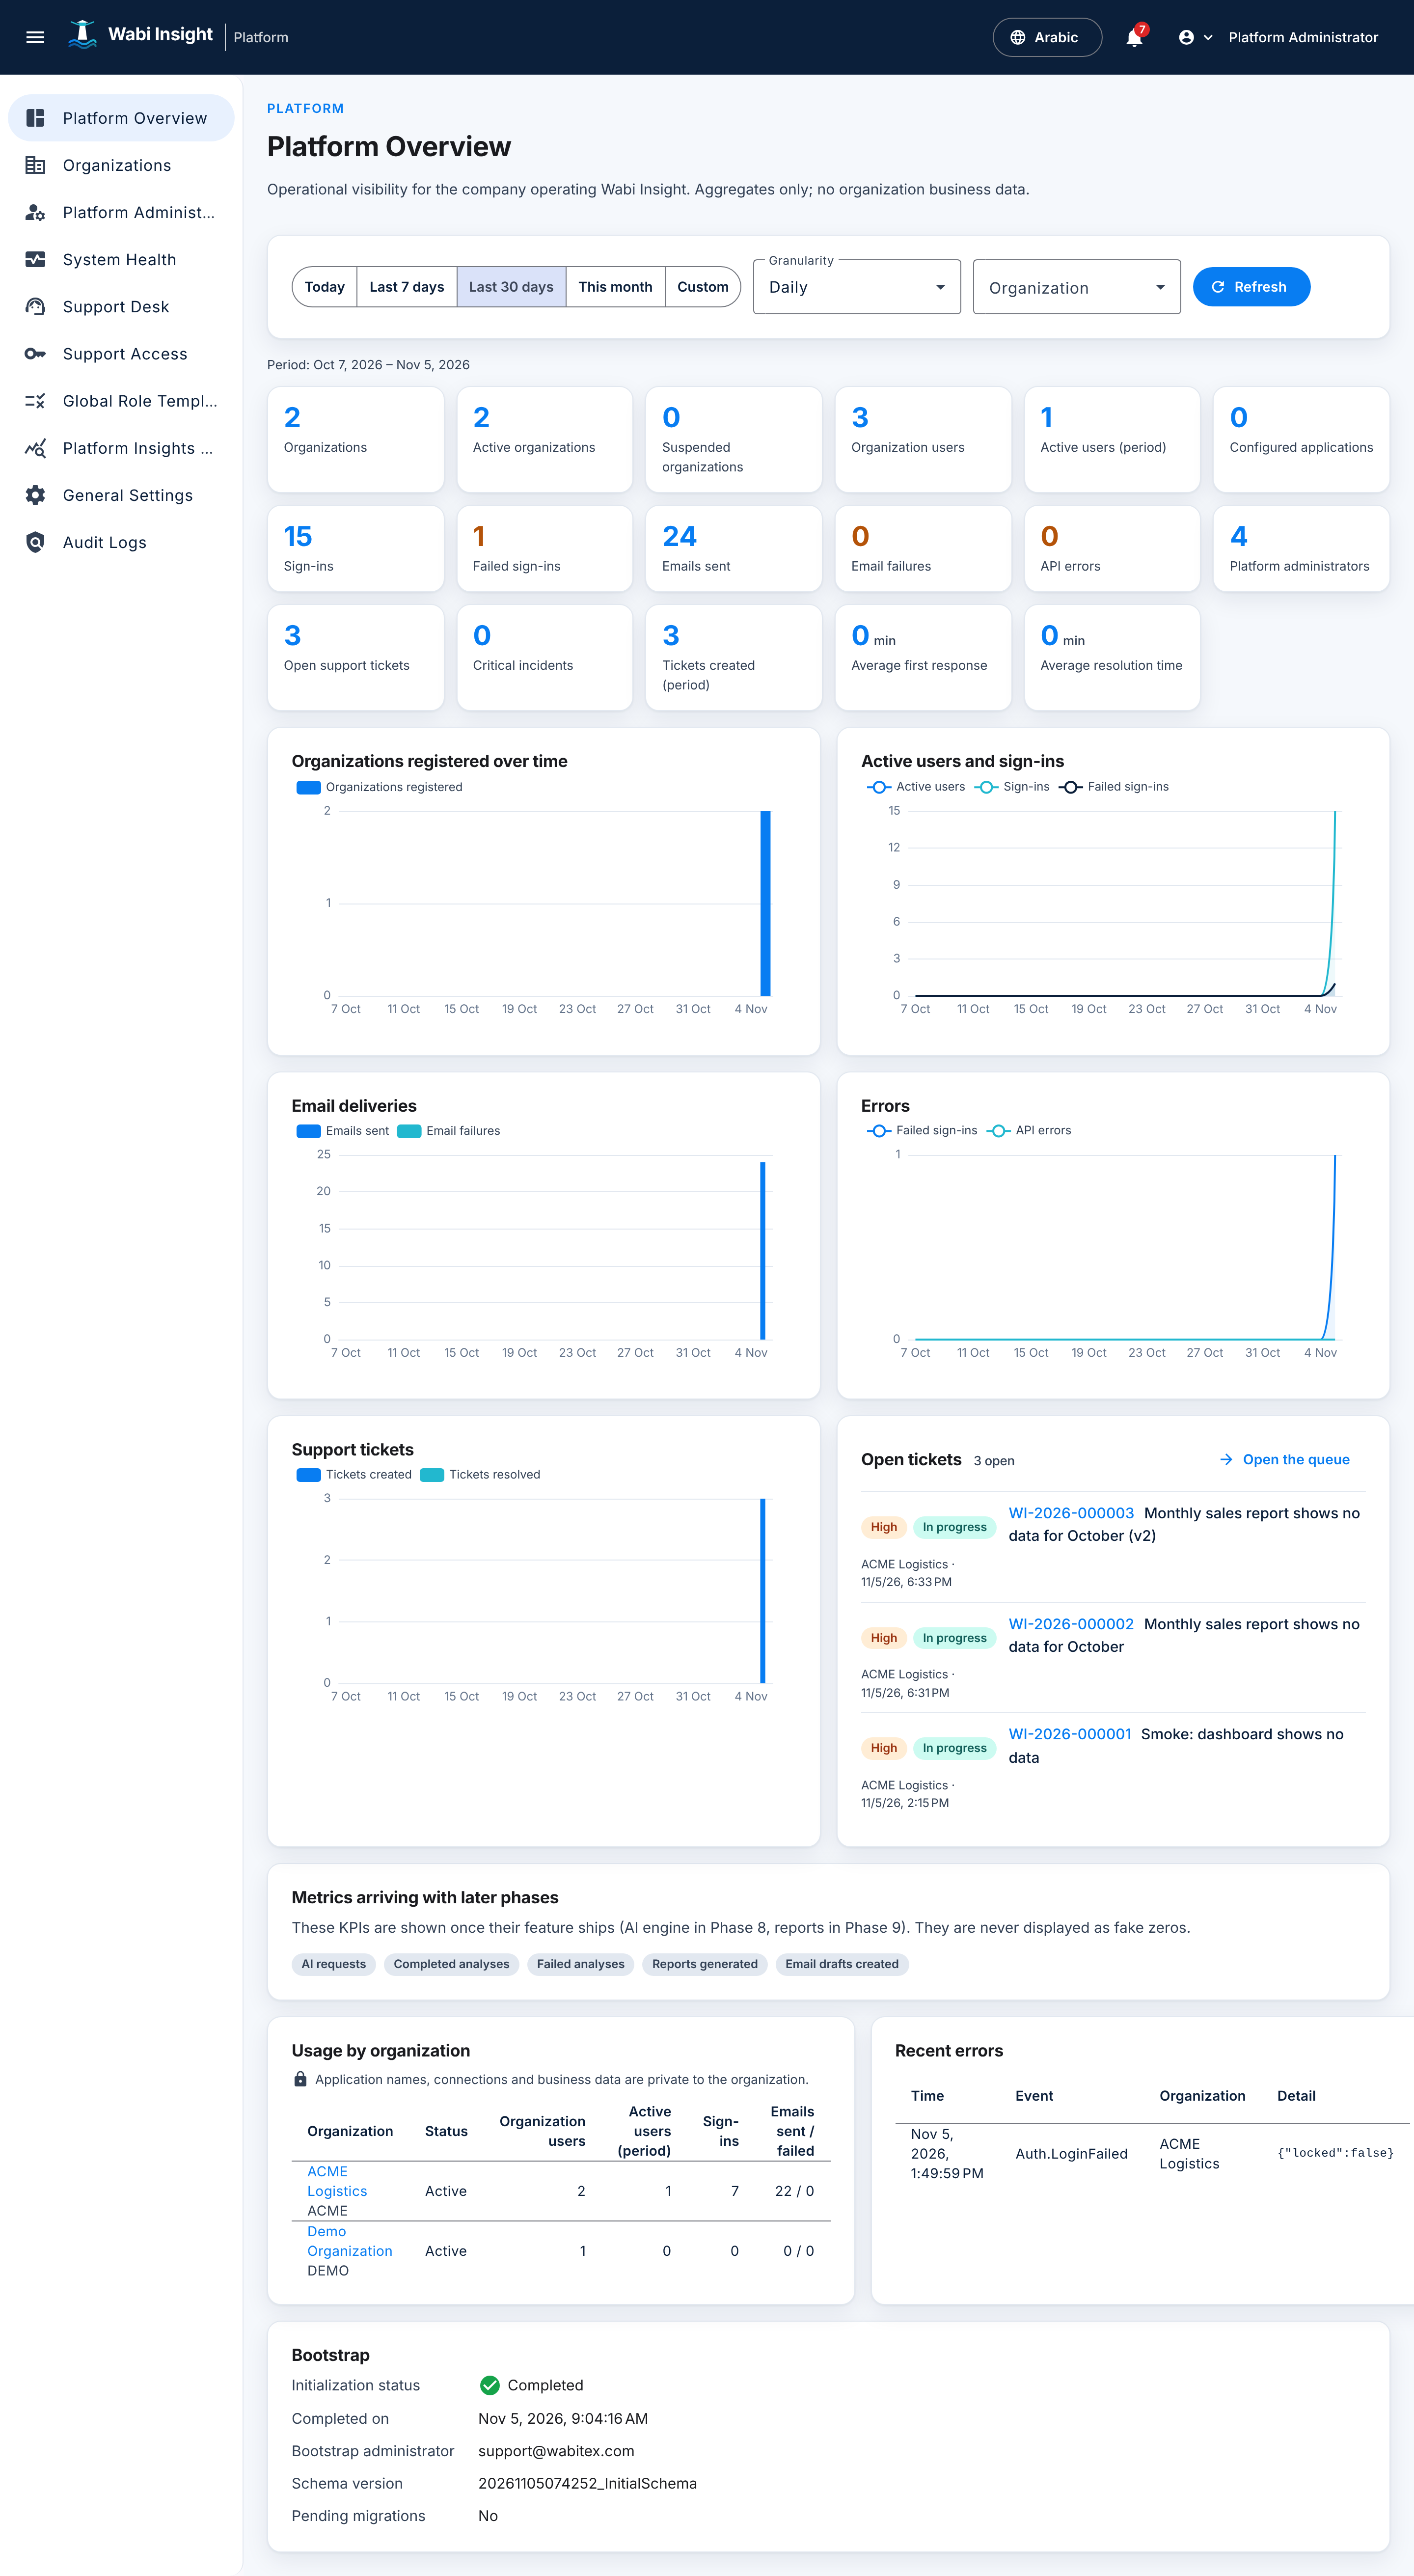 Wabi Insight
Platform
Arabic
7
Platform Administrator
Platform Overview
Organizations
Platform Administ...
System Health
Support Desk
Support Access
Global Role Templ...
Platform Insights ...
General Settings
Audit Logs
PLATFORM
Platform Overview
Operational visibility for the company operating Wabi Insight. Aggregates only; no organization business data.
Today
Last 7 days
Last 30 days
This month
Custom
Granularity
Daily
Organization
Refresh
Period: Oct 7, 2026 – Nov 5, 2026
2
Organizations
2
Active organizations
0
Suspended
organizations
3
Organization users
1
Active users (period)
0
Configured applications
15
Sign-ins
1
Failed sign-ins
24
Emails sent
0
Email failures
0
API errors
4
Platform administrators
3
Open support tickets
0
Critical incidents
3
Tickets created
(period)
0 min
Average first response
0 min
Average resolution time
Organizations registered over time
Organizations registered
2
1
0
7 Oct 11 Oct 15 Oct 19 Oct 23 Oct 27 Oct 31 Oct 4 Nov
Active users and sign-ins
Active users Sign-ins Failed sign-ins
15
12
9
6
3
0
7 Oct 11 Oct 15 Oct 19 Oct 23 Oct 27 Oct 31 Oct 4 Nov
Email deliveries
Emails sent Email failures
25
20
15
10
5
0
7 Oct 11 Oct 15 Oct 19 Oct 23 Oct 27 Oct 31 Oct 4 Nov
Errors
Failed sign-ins API errors
1
0
7 Oct 11 Oct 15 Oct 19 Oct 23 Oct 27 Oct 31 Oct 4 Nov
Support tickets
Tickets created Tickets resolved
3
2
1
0
7 Oct 11 Oct 15 Oct 19 Oct 23 Oct 27 Oct 31 Oct 4 Nov
Open tickets 3 open
Open the queue
High In progress WI-2026-000003 Monthly sales report shows no
data for October (v2)
ACME Logistics ·
11/5/26, 6:33 PM
High In progress WI-2026-000002 Monthly sales report shows no
data for October
ACME Logistics ·
11/5/26, 6:31 PM
High In progress WI-2026-000001 Smoke: dashboard shows no
data
ACME Logistics ·
11/5/26, 2:15 PM
Metrics arriving with later phases
These KPIs are shown once their feature ships (AI engine in Phase 8, reports in Phase 9). They are never displayed as fake zeros.
AI requests Completed analyses Failed analyses Reports generated Email drafts created
Usage by organization
Application names, connections and business data are private to the organization.
Organization
Status
Organization
users
Active
users
(period)
Sign-
ins
Emails
sent /
failed
ACME
Logistics
ACME
Active
2
1
7
22 / 0
Demo
Organization
DEMO
Active
1
0
0
0 / 0
Recent errors
Time Event Organization Detail
Nov 5,
2026,
1:49:59 PM
Auth.LoginFailed
ACME
Logistics
{"locked":false}
Bootstrap
Initialization status Completed
Completed on Nov 5, 2026, 9:04:16 AM
Bootstrap administrator support@wabitex.com
Schema version 20261105074252_InitialSchema
Pending migrations No